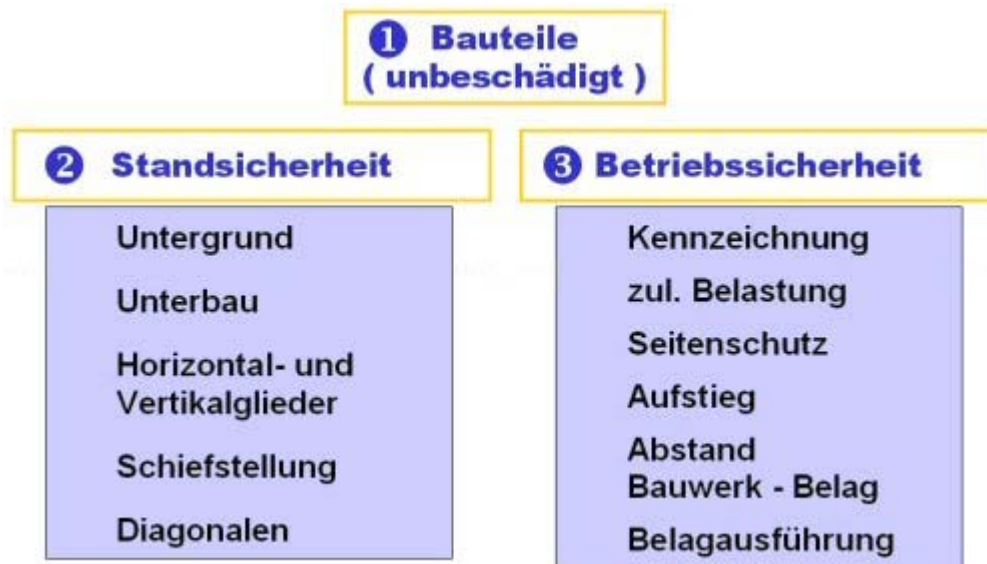 ❶ Bauteile
( unbeschädigt )
❷ Standsicherheit
Untergrund
Unterbau
Horizontal- und
Vertikalglieder
Schiefstellung
Diagonalen
❸ Betriebssicherheit
Kennzeichnung
zul. Belastung
Seitenschutz
Aufstieg
Abstand
Bauwerk - Belag
Belagausführung